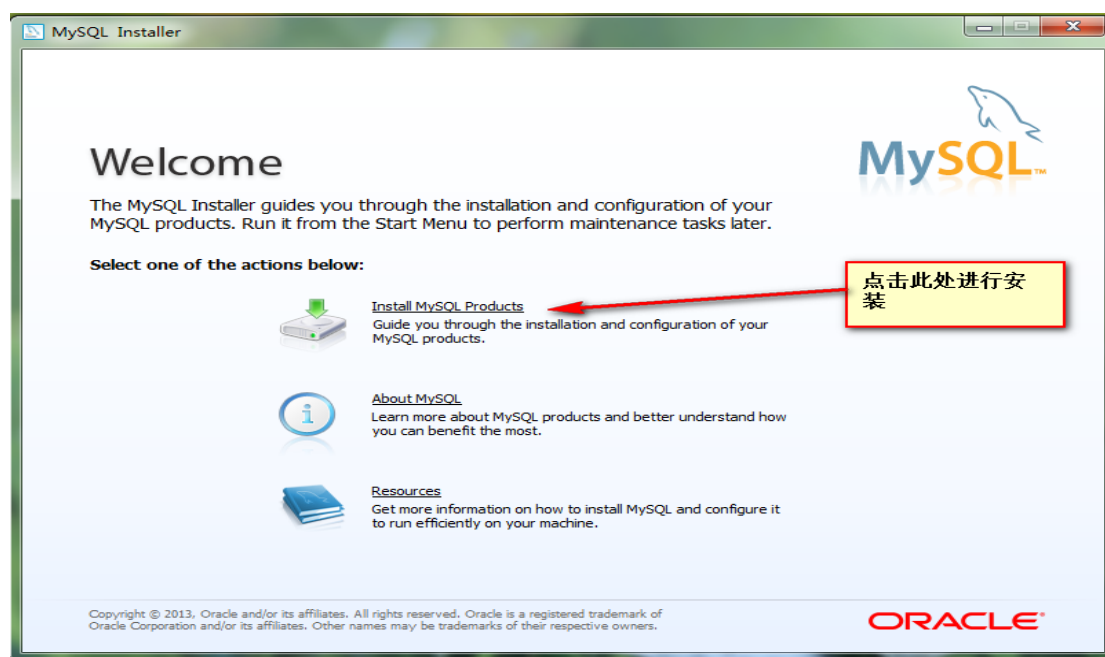 MySQL Installer
MySQL™
Welcome
The MySQL Installer guides you through the installation and configuration of your
MySQL products. Run it from the Start Menu to perform maintenance tasks later.
Select one of the actions below:
点击此处进行安
装
Install MySQL Products
Guide you through the installation and configuration of your
MySQL products.
About MySQL
Learn more about MySQL products and better understand how
you can benefit the most.
Resources
Get more information on how to install MySQL and configure it
to run efficiently on your machine.
Copyright © 2013, Oracle and/or its affiliates. All rights reserved. Oracle is a registered trademark of
Oracle Corporation and/or its affiliates. Other names may be trademarks of their respective owners.
ORACLE